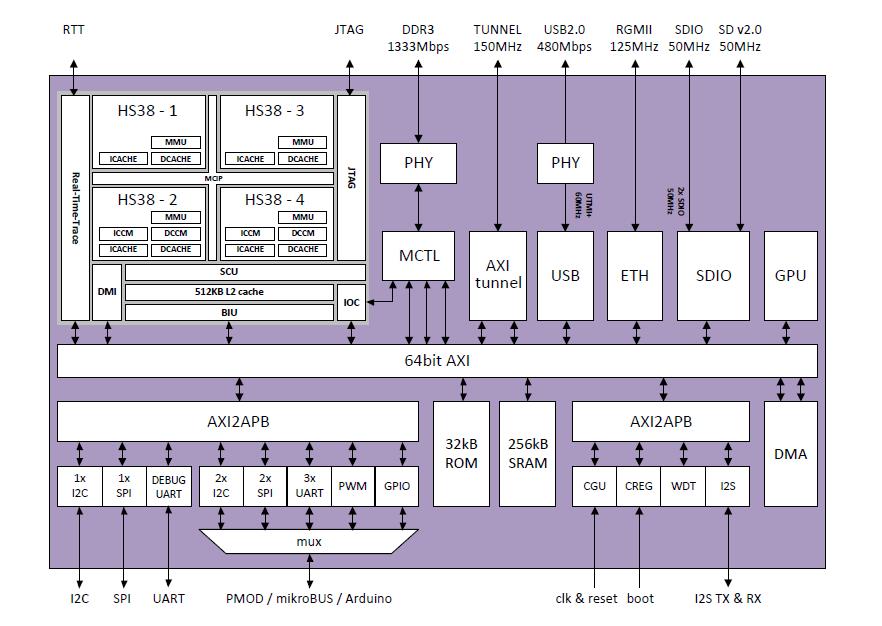 RTT
JTAG
DDR3
1333Mbps
TUNNEL
150MHz
USB2.0
480Mbps
RGMII
125MHz
SDIO
50MHz
SD v2.0
50MHz
Real-Time-Trace
HS38 - 1
MMU
ICACHE
DCACHE
HS38 - 3
MMU
ICACHE
DCACHE
MCIP
HS38 - 2
MMU
ICCM
DCCM
ICACHE
DCACHE
HS38 - 4
MMU
ICCM
DCCM
ICACHE
DCACHE
JTAG
DMI
SCU
512KB L2 cache
BIU
IOC
PHY
PHY
UTMI+
60MHz
2x SDIO
50MHz
MCTL
AXI
tunnel
USB
ETH
SDIO
GPU
64bit AXI
AXI2APB
32kB
ROM
256kB
SRAM
AXI2APB
DMA
1x
I2C
1x
SPI
DEBUG
UART
2x
I2C
2x
SPI
3x
UART
PWM
GPIO
CGU
CREG
WDT
I2S
mux
I2C
SPI
UART
PMOD / mikroBUS / Arduino
clk & reset
boot
I2S TX & RX